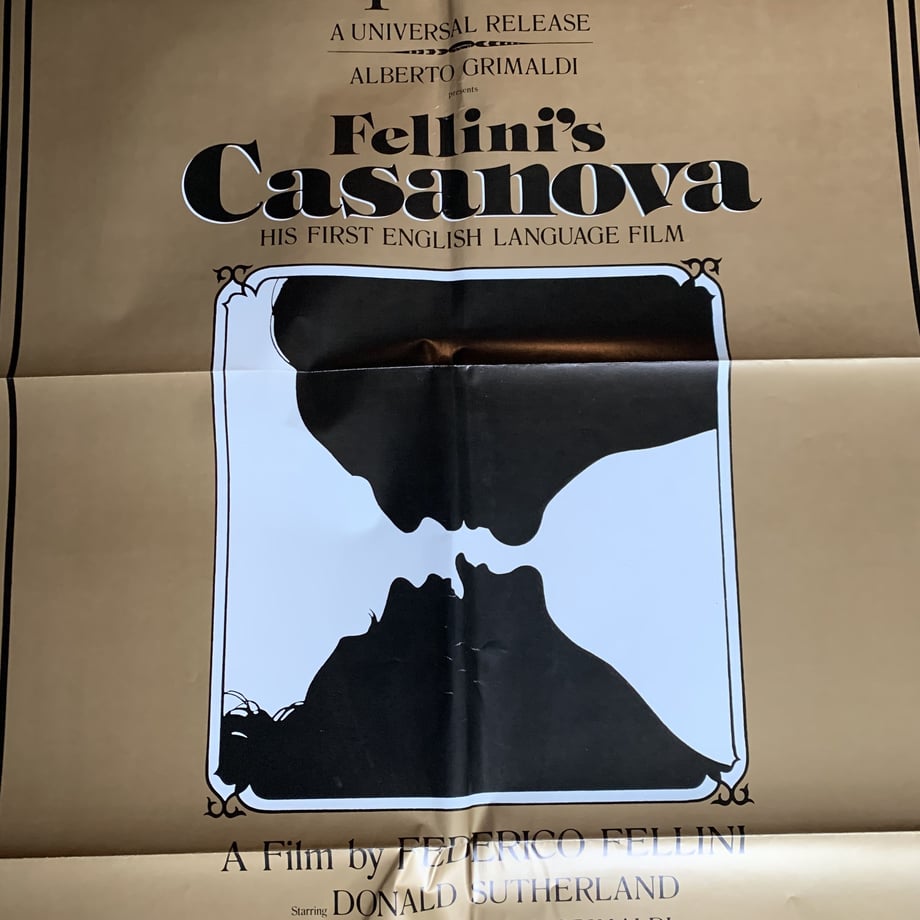 A UNIVERSAL RELEASE
ALBERTO GRIMALDI
presents
Fellini's
Casanova
HIS FIRST ENGLISH LANGUAGE FILM
A Film by FEDERICO FELLINI
Starring DONALD SUTHERLAND